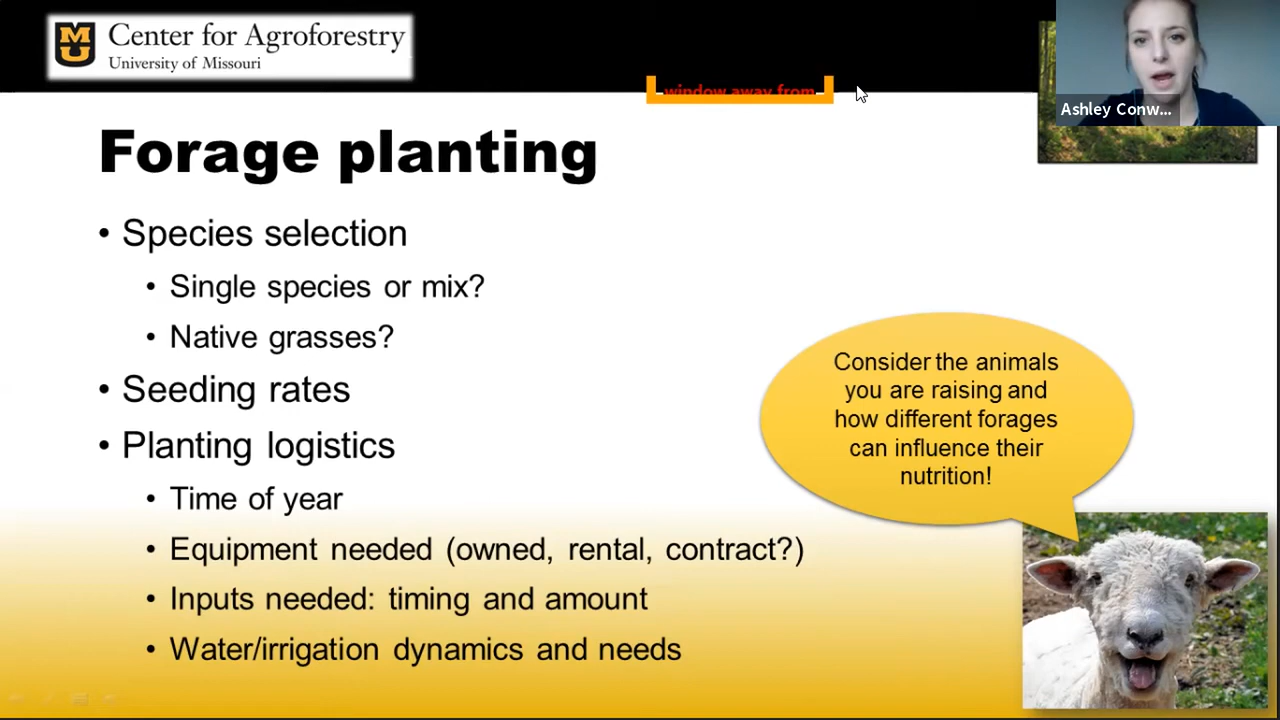 MU
Center for Agroforestry
University of Missouri
window away from
Ashley Conw...
Forage planting
• Species selection
• Single species or mix?
• Native grasses?
• Seeding rates
• Planting logistics
• Time of year
• Equipment needed (owned, rental, contract?)
• Inputs needed: timing and amount
• Water/irrigation dynamics and needs
Consider the animals
you are raising and
how different forages
can influence their
nutrition!